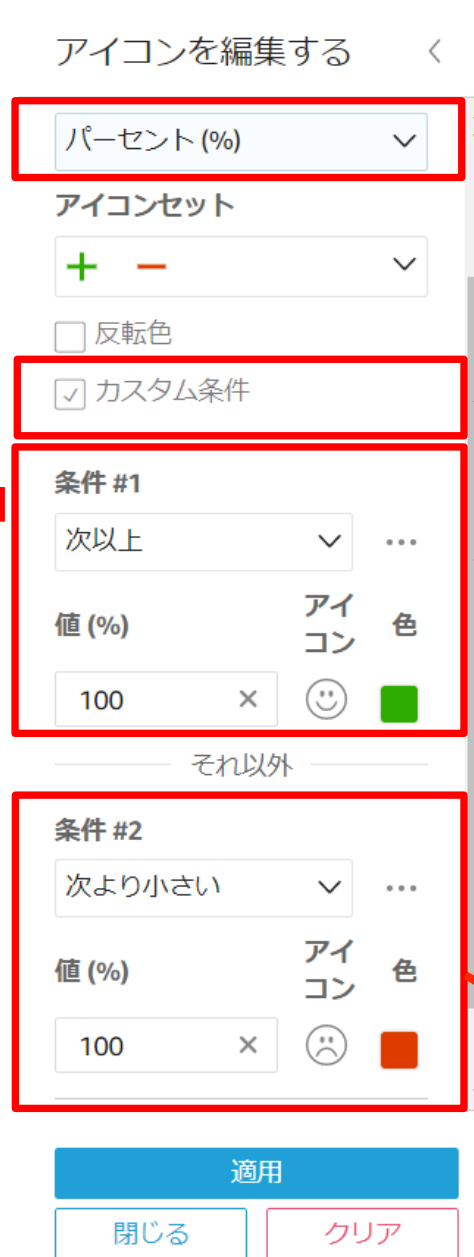 アイコンを編集する
パーセント (%)
アイコンセット
反転色
カスタム条件
条件 #1
次以上
値 (%) アイコン 色
100
それ以外
条件 #2
次より小さい
値 (%) アイコン 色
100
適用
閉じる クリア